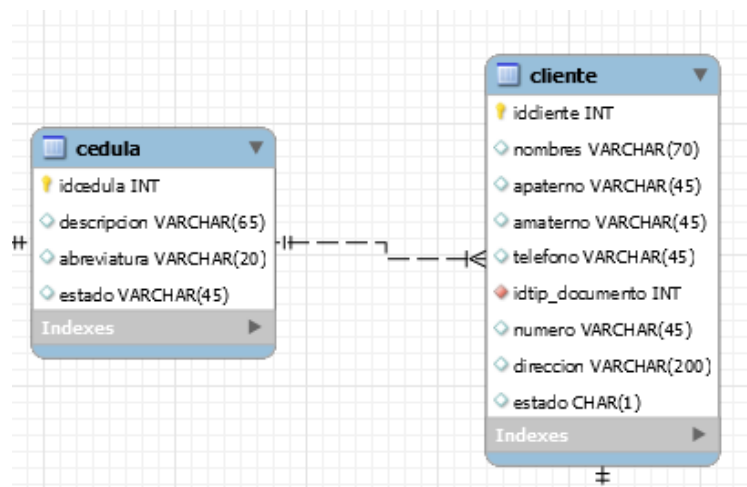 cedula
idcedula INT
descripcion VARCHAR(65)
abreviatura VARCHAR(20)
estado VARCHAR(45)
Indexes
cliente
idcliente INT
nombres VARCHAR(70)
apaterno VARCHAR(45)
amaterno VARCHAR(45)
telefono VARCHAR(45)
idtip_documento INT
numero VARCHAR(45)
direccion VARCHAR(200)
estado CHAR(1)
Indexes